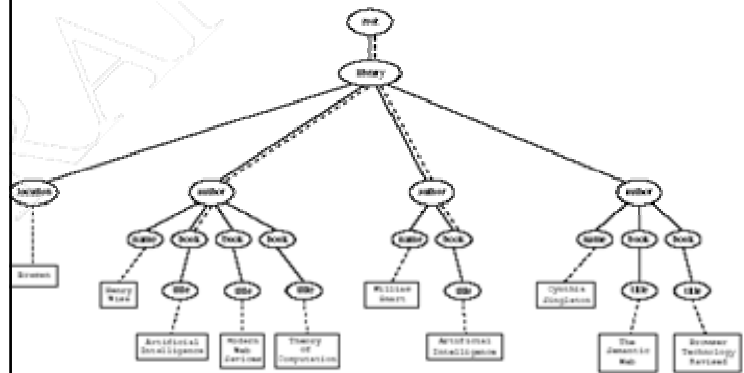 root
library
location
author
author
author
name
book
book
book
name
book
name
book
book
Bremen
Henry
Wise
title
title
title
William
Smart
title
Cynthia
Singleton
title
title
Artificial
Intelligence
Modern
Web
Services
Theory
of
Computation
Artificial
Intelligence
The
Semantic
Web
Browser
Technology
Revised